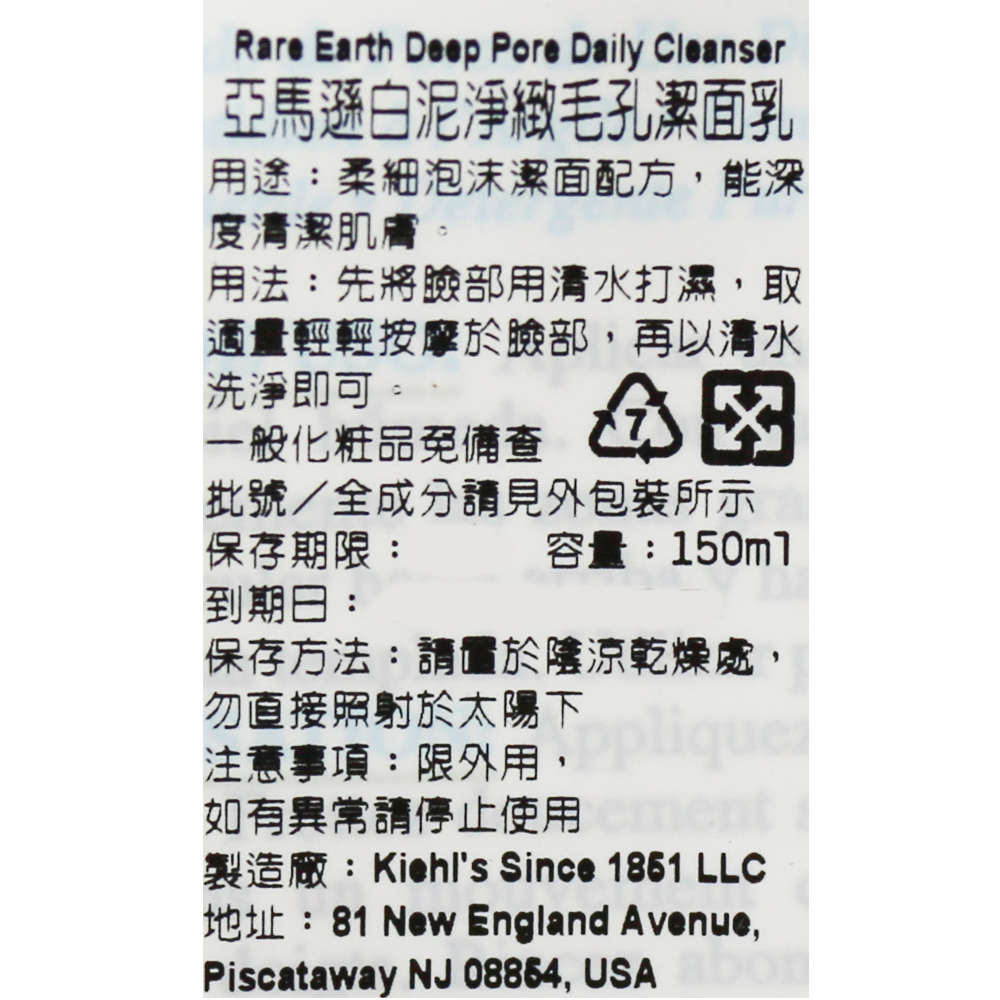 Rare Earth Deep Pore Daily Cleanser
亞馬遜白泥淨緻毛孔潔面乳
用途：柔細泡沫潔面配方，能深
度清潔肌膚。
用法：先將臉部用清水打濕，取
適量輕輕按摩於臉部，再以清水
洗淨即可。
一般化粧品免備查
7
批號／全成分請見外包裝所示
保存期限： 容量：150ml
到期日：
保存方法：請置於陰涼乾燥處，
勿直接照射於太陽下
注意事項：限外用，
如有異常請停止使用
製造廠：Kiehl's Since 1851 LLC
地址：81 New England Avenue,
Piscataway NJ 08854, USA